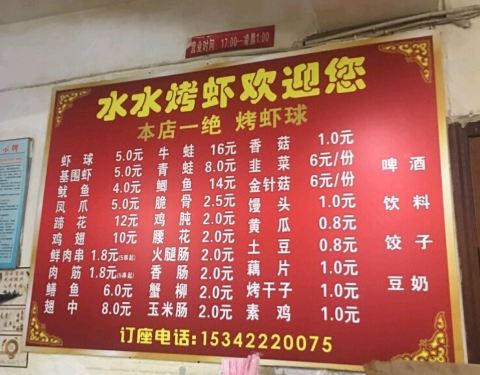 营业时间:17:00—凌晨1:00
水水烤虾欢迎您
本店一绝 烤虾球
虾球 5.0元
基围虾 5.0元
鱿鱼 4.0元
凤爪 5.0元
蹄花 12元
鸡翅 10元
鲜肉串 1.8元(5串起)
肉筋 1.8元(5串起)
鳝鱼 6.0元
翅中 8.0元
牛蛙 16元
青蛙 8.0元
鲫鱼 14元
脆骨 2.5元
鸡肫 2.0元
腰花 2.0元
火腿肠 2.0元
香肠 2.0元
蟹柳 2.0元
玉米肠 2.0元
香菇 1.0元
韭菜 6元/份
金针菇 6元/份
馒头 1.0元
黄瓜 0.8元
土豆 0.8元
藕片 1.0元
烤干子 1.0元
素鸡 1.0元
啤酒
饮料
饺子
豆奶
订座电话:15342220075